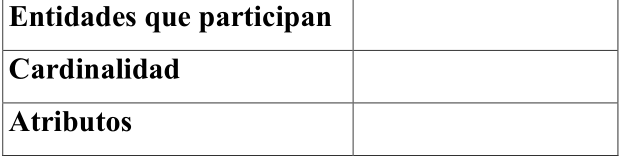 Entidades que participan
Cardinalidad
Atributos